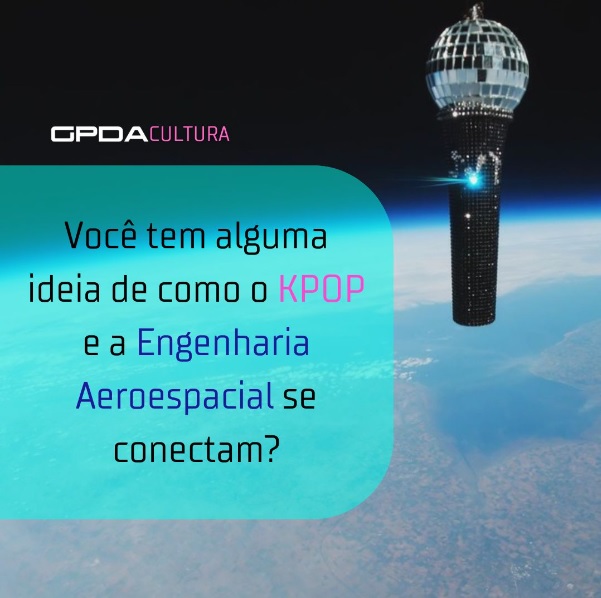 GPDACULTURA
Você tem alguma
ideia de como o KPOP
e a Engenharia
Aeroespacial se
conectam?